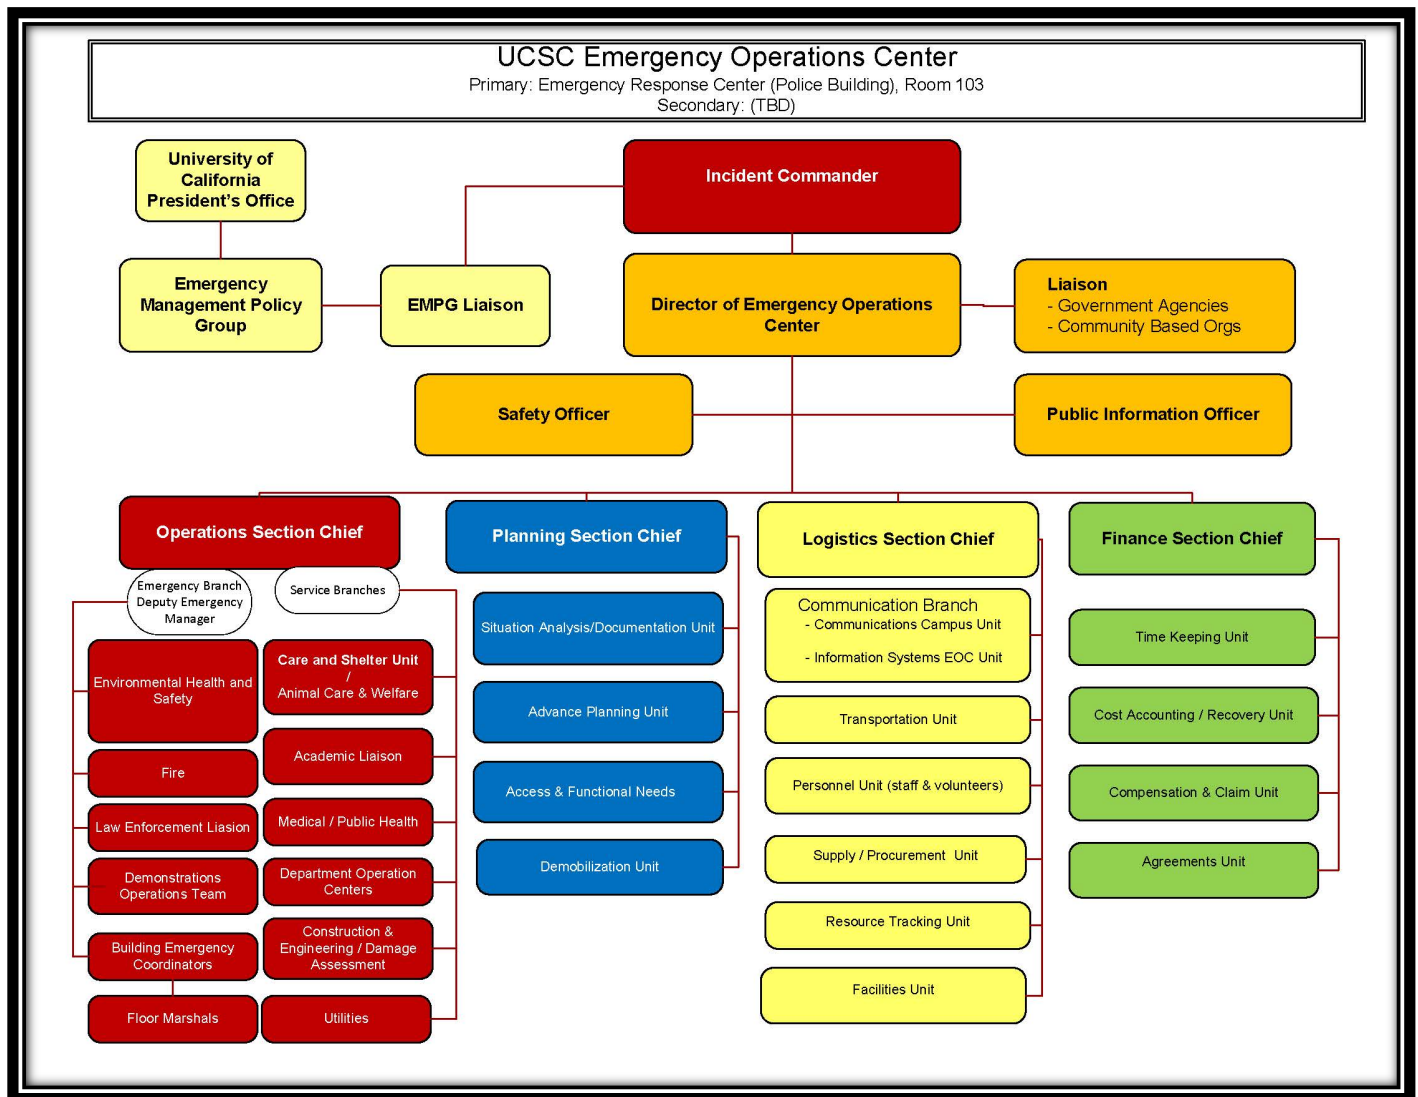 UCSC Emergency Operations Center
Primary: Emergency Response Center (Police Building), Room 103
Secondary: (TBD)
University of
California
President's Office
Incident Commander
Emergency
Management Policy
Group
EMPG Liaison
Director of Emergency Operations
Center
Liaison
- Government Agencies
- Community Based Orgs
Safety Officer
Public Information Officer
Operations Section Chief
Emergency Branch
Deputy Emergency
Manager
Service Branches
Environmental Health and
Safety
Fire
Law Enforcement Liasion
Demonstrations
Operations Team
Building Emergency
Coordinators
Floor Marshals
Care and Shelter Unit
/
Animal Care & Welfare
Academic Liaison
Medical / Public Health
Department Operation
Centers
Construction &
Engineering / Damage
Assessment
Utilities
Planning Section Chief
Situation Analysis/Documentation Unit
Advance Planning Unit
Access & Functional Needs
Demobilization Unit
Logistics Section Chief
Communication Branch
- Communications Campus Unit
- Information Systems EOC Unit
Transportation Unit
Personnel Unit (staff & volunteers)
Supply / Procurement Unit
Resource Tracking Unit
Facilities Unit
Finance Section Chief
Time Keeping Unit
Cost Accounting / Recovery Unit
Compensation & Claim Unit
Agreements Unit